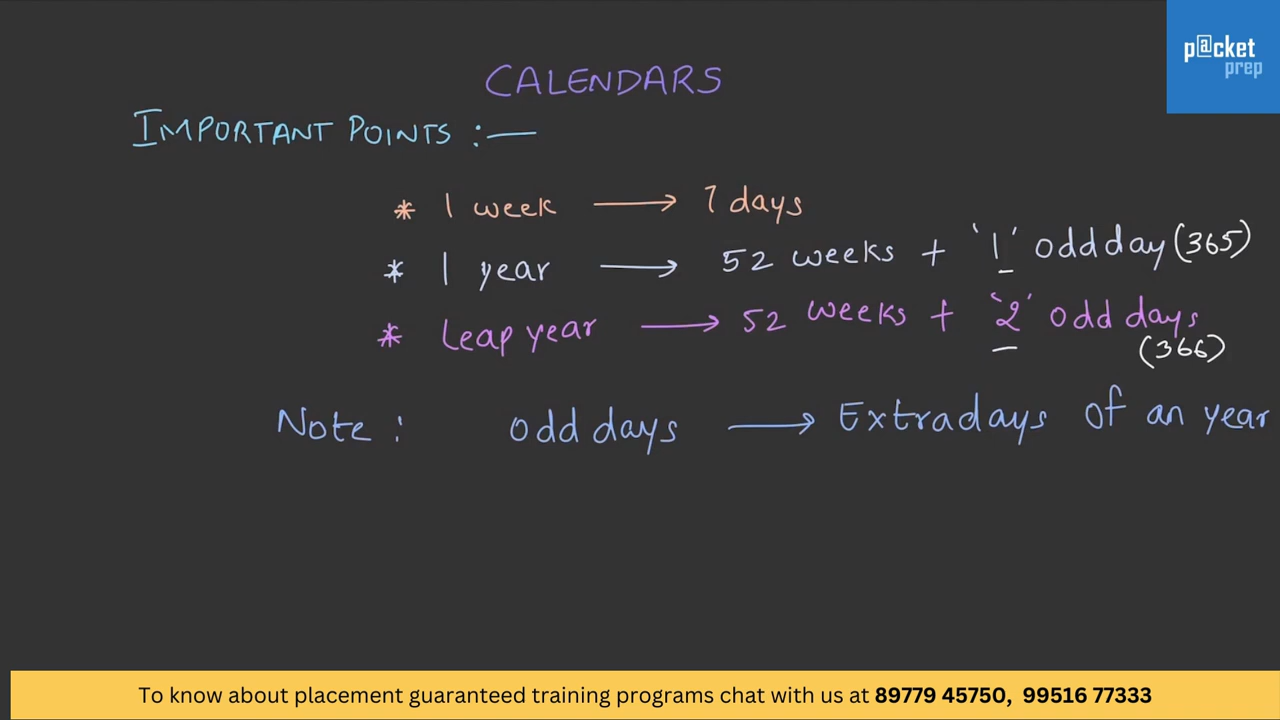 p@cket
prep
CALENDARS
IMPORTANT POINTS :—
* 1 week → 7 days
* 1 year → 52 weeks + '1' odd day (365)
* Leap year → 52 weeks + '2' odd days
(366)
Note : odd days → Extradays of an year
To know about placement guaranteed training programs chat with us at 89779 45750, 99516 77333